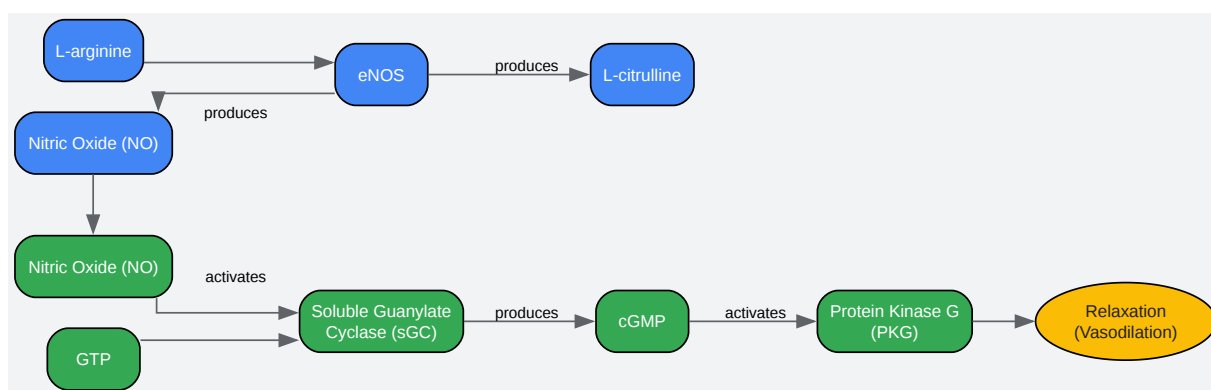 L-arginine
eNOS
produces
L-citrulline
produces
Nitric Oxide (NO)
Nitric Oxide (NO)
activates
Soluble Guanylate
Cyclase (sGC)
produces
cGMP
activates
Protein Kinase G
(PKG)
Relaxation
(Vasodilation)
GTP